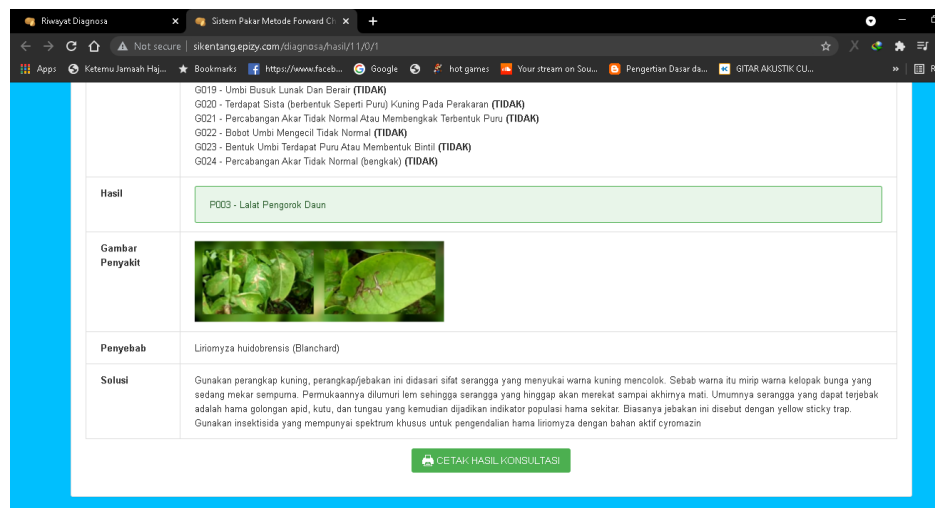 Riwayat Diagnosa
Sistem Pakar Metode Forward Ch
Not secure | sikentang.epizy.com/diagnosa/hasil/11/0/1
Apps Ketemu Jamaah Haj... Bookmarks https://www.faceb... Google hot games Your stream on Sou... Pengertian Dasar da... GITAR AKUSTIK CU... » R
G019 - Umbi Busuk Lunak Dan Berair (TIDAK)
G020 - Terdapat Sista (berbentuk Seperti Puru) Kuning Pada Perakaran (TIDAK)
G021 - Percabangan Akar Tidak Normal Atau Membengkak Terbentuk Puru (TIDAK)
G022 - Bobot Umbi Mengecil Tidak Normal (TIDAK)
G023 - Bentuk Umbi Terdapat Puru Atau Membentuk Bintil (TIDAK)
G024 - Percabangan Akar Tidak Normal (bengkak) (TIDAK)
Hasil
P003 - Lalat Pengorok Daun
Gambar
Penyakit
Penyebab
Liriomyza huidobrensis (Blanchard)
Solusi
Gunakan perangkap kuning, perangkap/jebakan ini didasari sifat serangga yang menyukai warna kuning mencolok. Sebab warna itu mirip warna kelopak bunga yang
sedang mekar sempurna. Permukaannya dilumuri lem sehingga serangga yang hinggap akan merekat sampai akhirnya mati. Umumnya serangga yang dapat terjebak
adalah hama golongan apid, kutu, dan tungau yang kemudian dijadikan indikator populasi hama sekitar. Biasanya jebakan ini disebut dengan yellow sticky trap.
Gunakan insektisida yang mempunyai spektrum khusus untuk pengendalian hama liriomyza dengan bahan aktif cyromazin
CETAK HASIL KONSULTASI